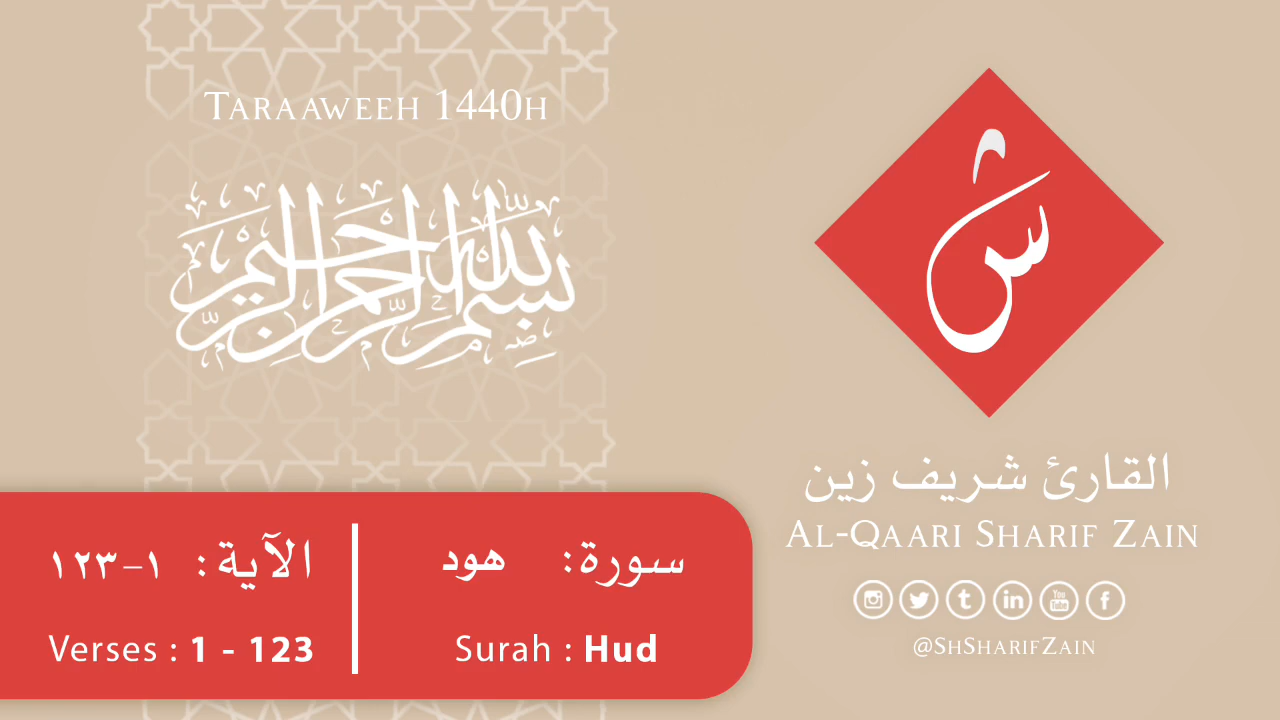 Taraaweeh 1440h
بسم الله الرحمن الرحيم
ش
القارئ شريف زين
Al-Qaari Sharif Zain
@ShSharifZain
سورة: هود
الآية: ١-١٢٣
Surah : Hud
Verses : 1 - 123